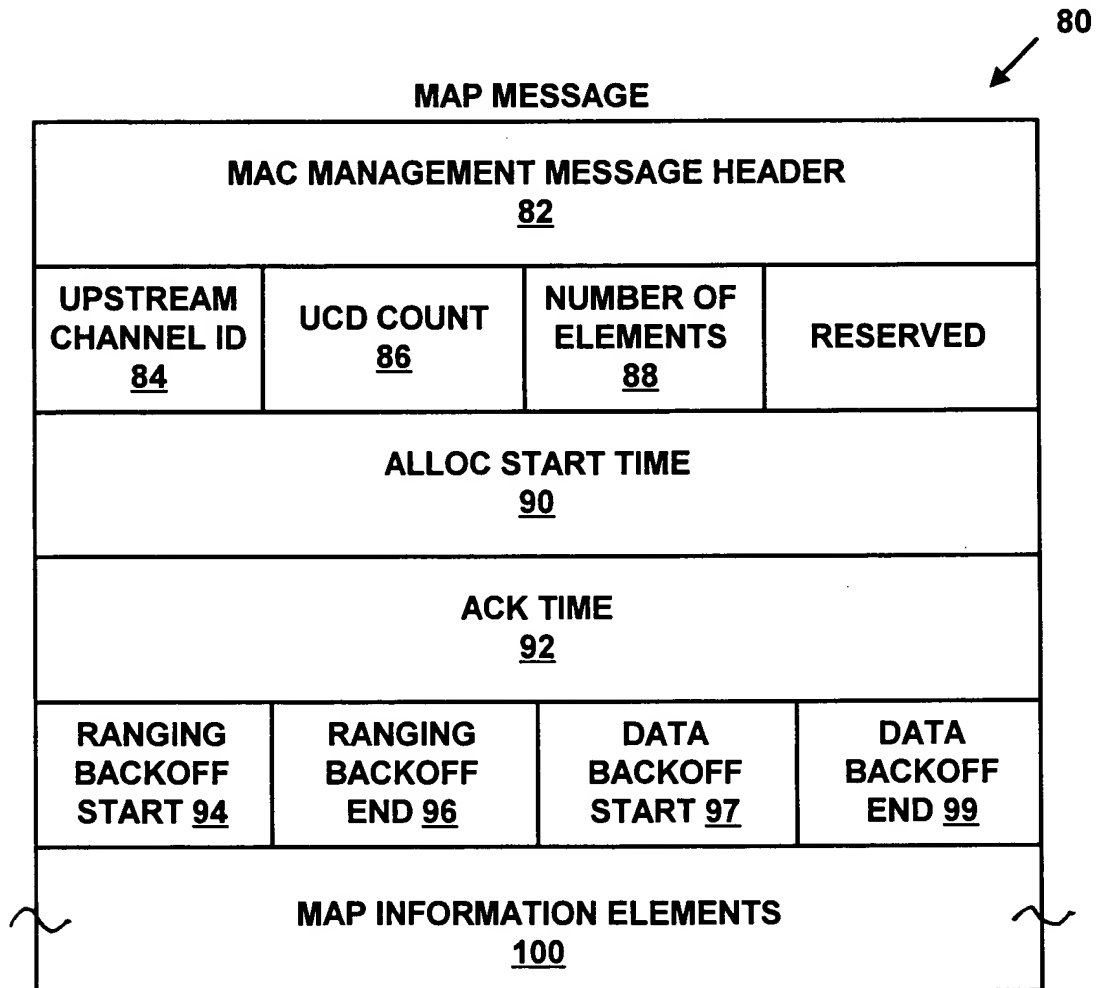 80
MAP MESSAGE
MAC MANAGEMENT MESSAGE HEADER
82
UPSTREAM
CHANNEL ID
84
UCD COUNT
86
NUMBER OF
ELEMENTS
88
RESERVED
ALLOC START TIME
90
ACK TIME
92
RANGING
BACKOFF
START 94
RANGING
BACKOFF
END 96
DATA
BACKOFF
START 97
DATA
BACKOFF
END 99
MAP INFORMATION ELEMENTS
100